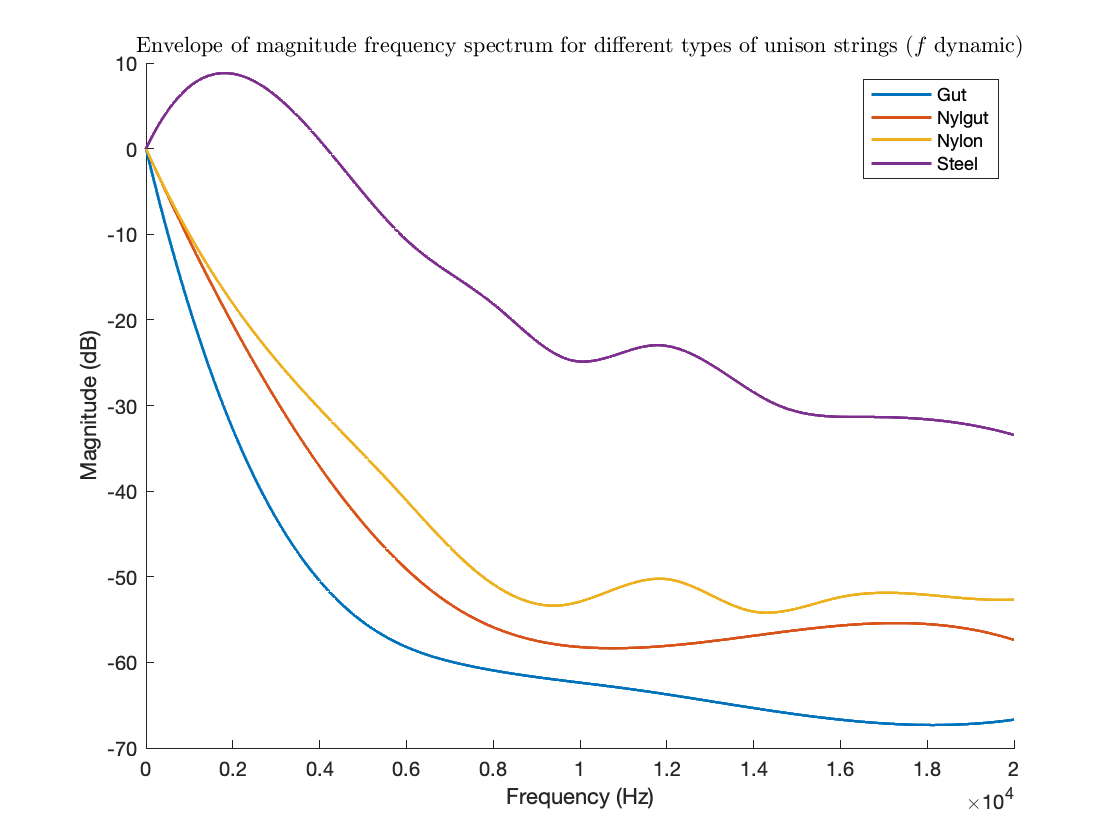 Envelope of magnitude frequency spectrum for different types of unison strings (f dynamic)
Gut
Nylgut
Nylon
Steel
10
0
-10
-20
-30
-40
-50
-60
-70
Magnitude (dB)
0 0.2 0.4 0.6 0.8 1 1.2 1.4 1.6 1.8 2
Frequency (Hz)
×10⁴